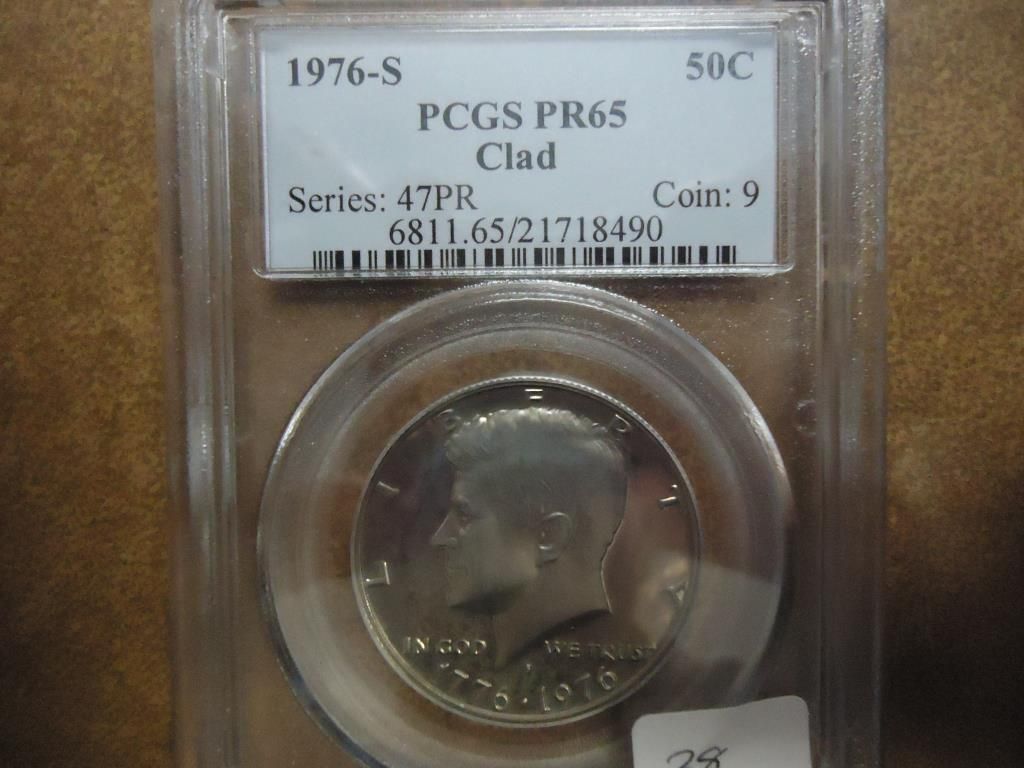 1976-S 50C
PCGS PR65
Clad
Series: 47PR Coin: 9
6811.65/21718490
LIBERTY
IN GOD WE TRUST
1776·1976
28